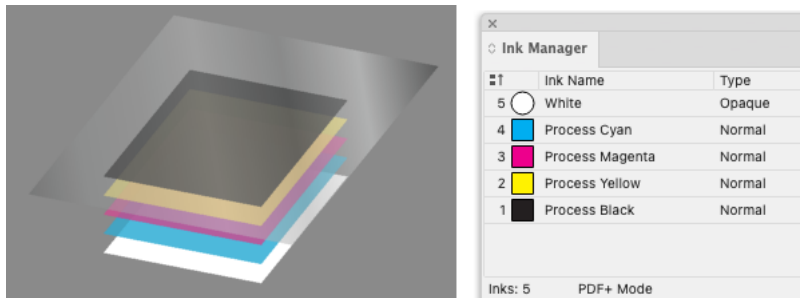 Ink Manager
Ink Name Type
5 White Opaque
4 Process Cyan Normal
3 Process Magenta Normal
2 Process Yellow Normal
1 Process Black Normal
Inks: 5 PDF+ Mode